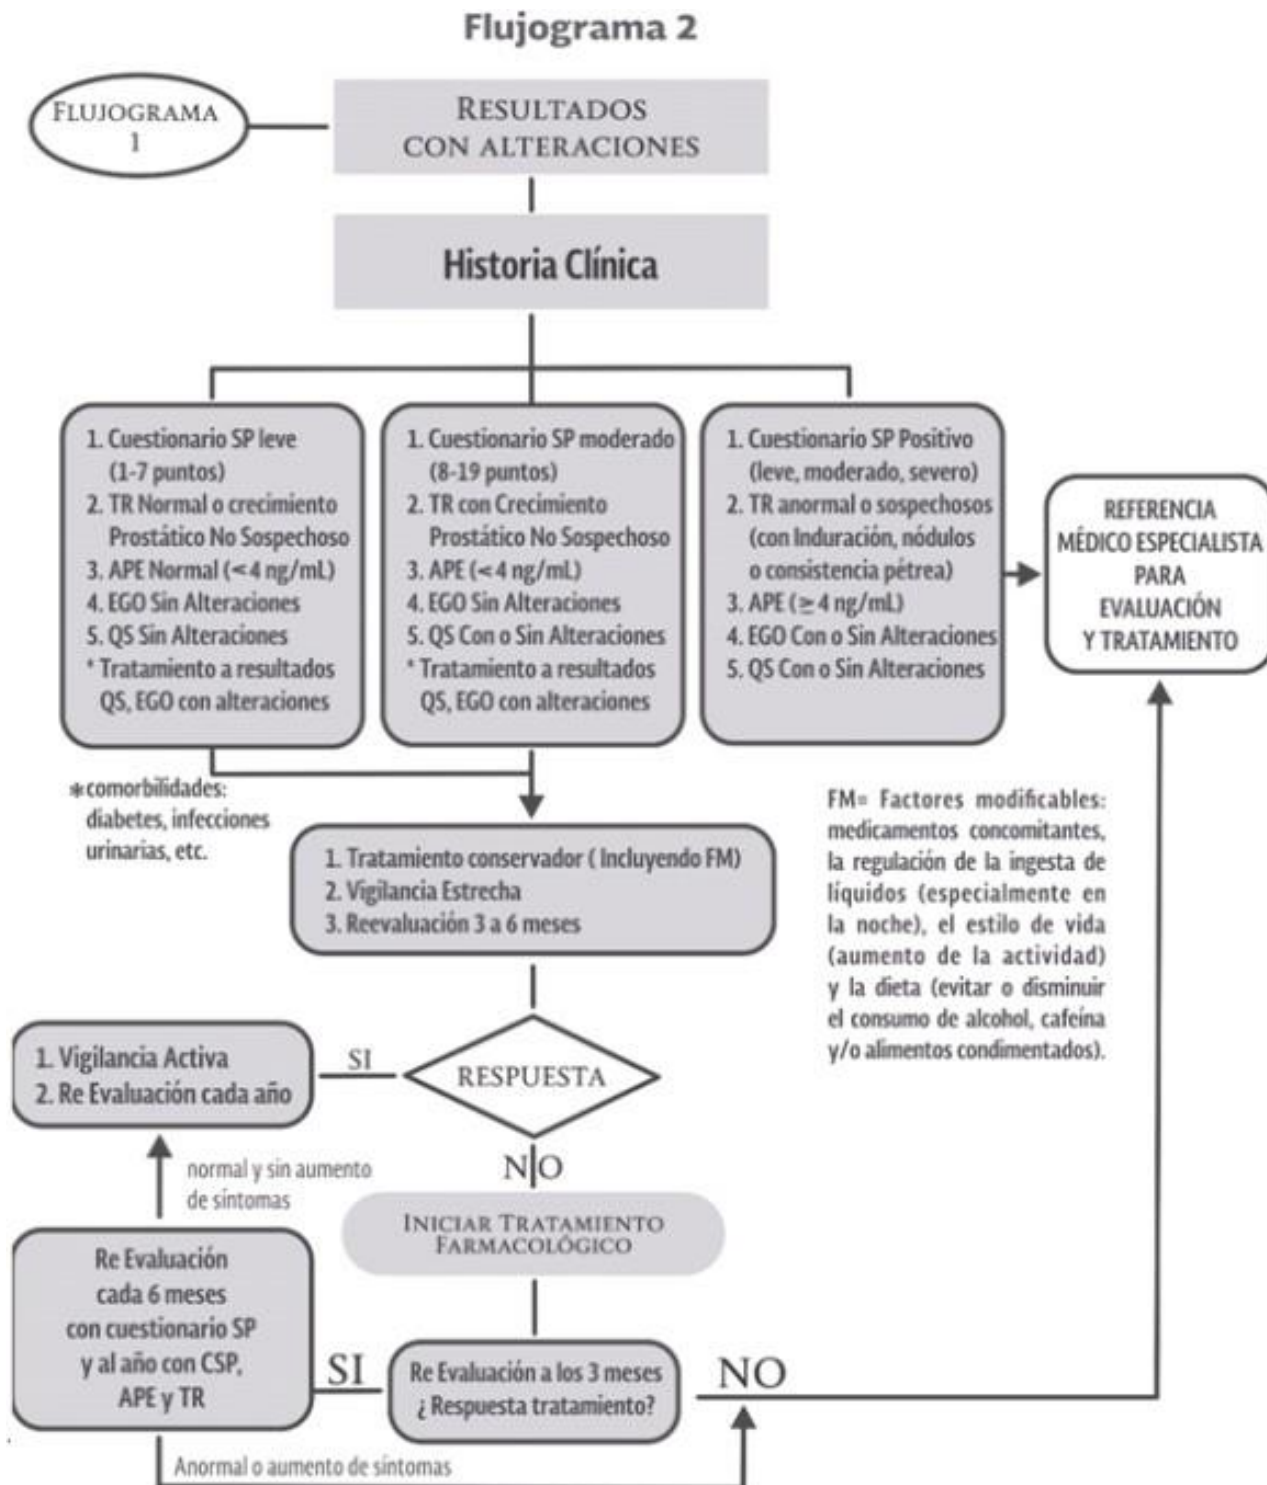 Flujograma 2
FLUJOGRAMA
1
RESULTADOS
CON ALTERACIONES
Historia Clínica
1. Cuestionario SP leve
(1-7 puntos)
2. TR Normal o crecimiento
Prostático No Sospechoso
3. APE Normal (<4 ng/mL)
4. EGO Sin Alteraciones
5. QS Sin Alteraciones
* Tratamiento a resultados
QS, EGO con alteraciones
1. Cuestionario SP moderado
(8-19 puntos)
2. TR con Crecimiento
Prostático No Sospechoso
3. APE (<4 ng/mL)
4. EGO Sin Alteraciones
5. QS Con o Sin Alteraciones
* Tratamiento a resultados
QS, EGO con alteraciones
1. Cuestionario SP Positivo
(leve, moderado, severo)
2. TR anormal o sospechosos
(con Induración, nódulos
o consistencia pétrea)
3. APE (≥4 ng/mL)
4. EGO Con o Sin Alteraciones
5. QS Con o Sin Alteraciones
REFERENCIA
MÉDICO ESPECIALISTA
PARA
EVALUACIÓN
Y TRATAMIENTO
*comorbilidades:
diabetes, infecciones
urinarias, etc.
FM= Factores modificables:
medicamentos concomitantes,
la regulación de la ingesta de
líquidos (especialmente en
la noche), el estilo de vida
(aumento de la actividad)
y la dieta (evitar o disminuir
el consumo de alcohol, cafeína
y/o alimentos condimentados).
1. Tratamiento conservador ( Incluyendo FM)
2. Vigilancia Estrecha
3. Reevaluación 3 a 6 meses
1. Vigilancia Activa
2. Re Evaluación cada año
SI
RESPUESTA
NO
normal y sin aumento
de síntomas
INICIAR TRATAMIENTO
FARMACOLÓGICO
Re Evaluación
cada 6 meses
con cuestionario SP
y al año con CSP,
APE y TR
SI
Re Evaluación a los 3 meses
¿ Respuesta tratamiento?
NO
Anormal o aumento de síntomas